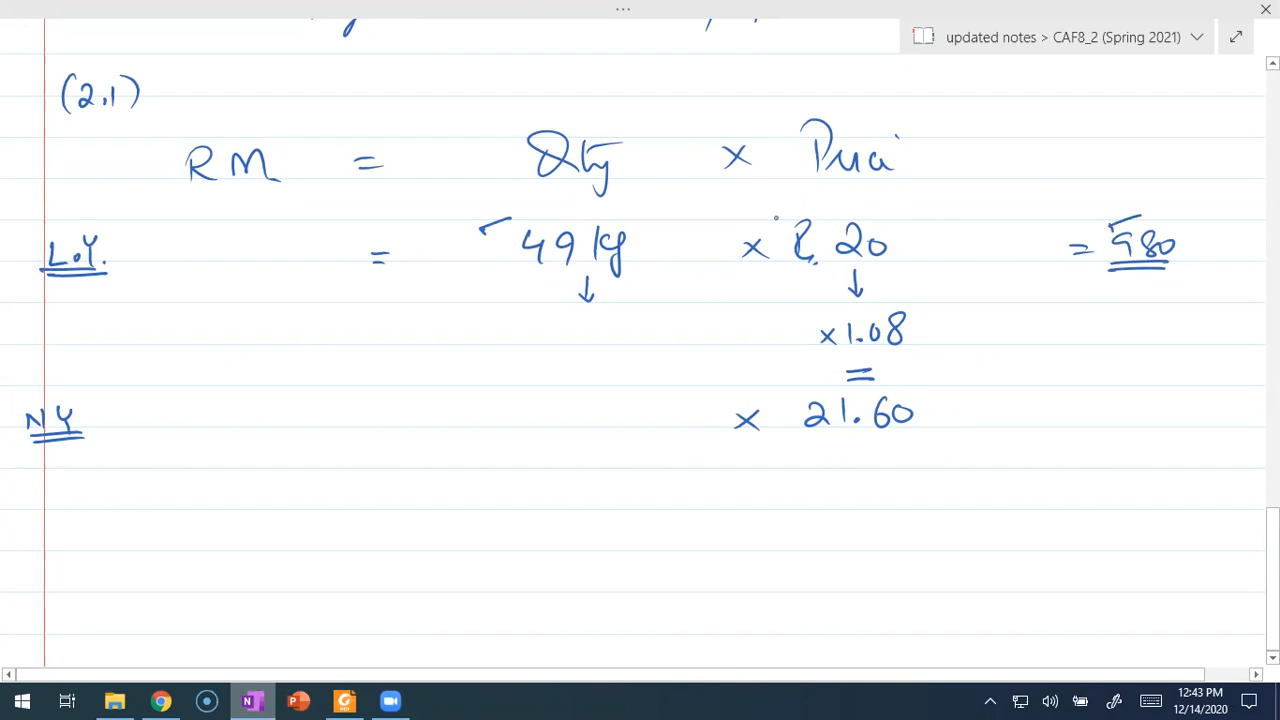 updated notes > CAF8_2 (Spring 2021)
(2.1)
RM = Qty × Price
L.Y. = 49 kg × R. 20 = 980
×1.08
=
NY × 21.60
N
P
12:43 PM
12/14/2020